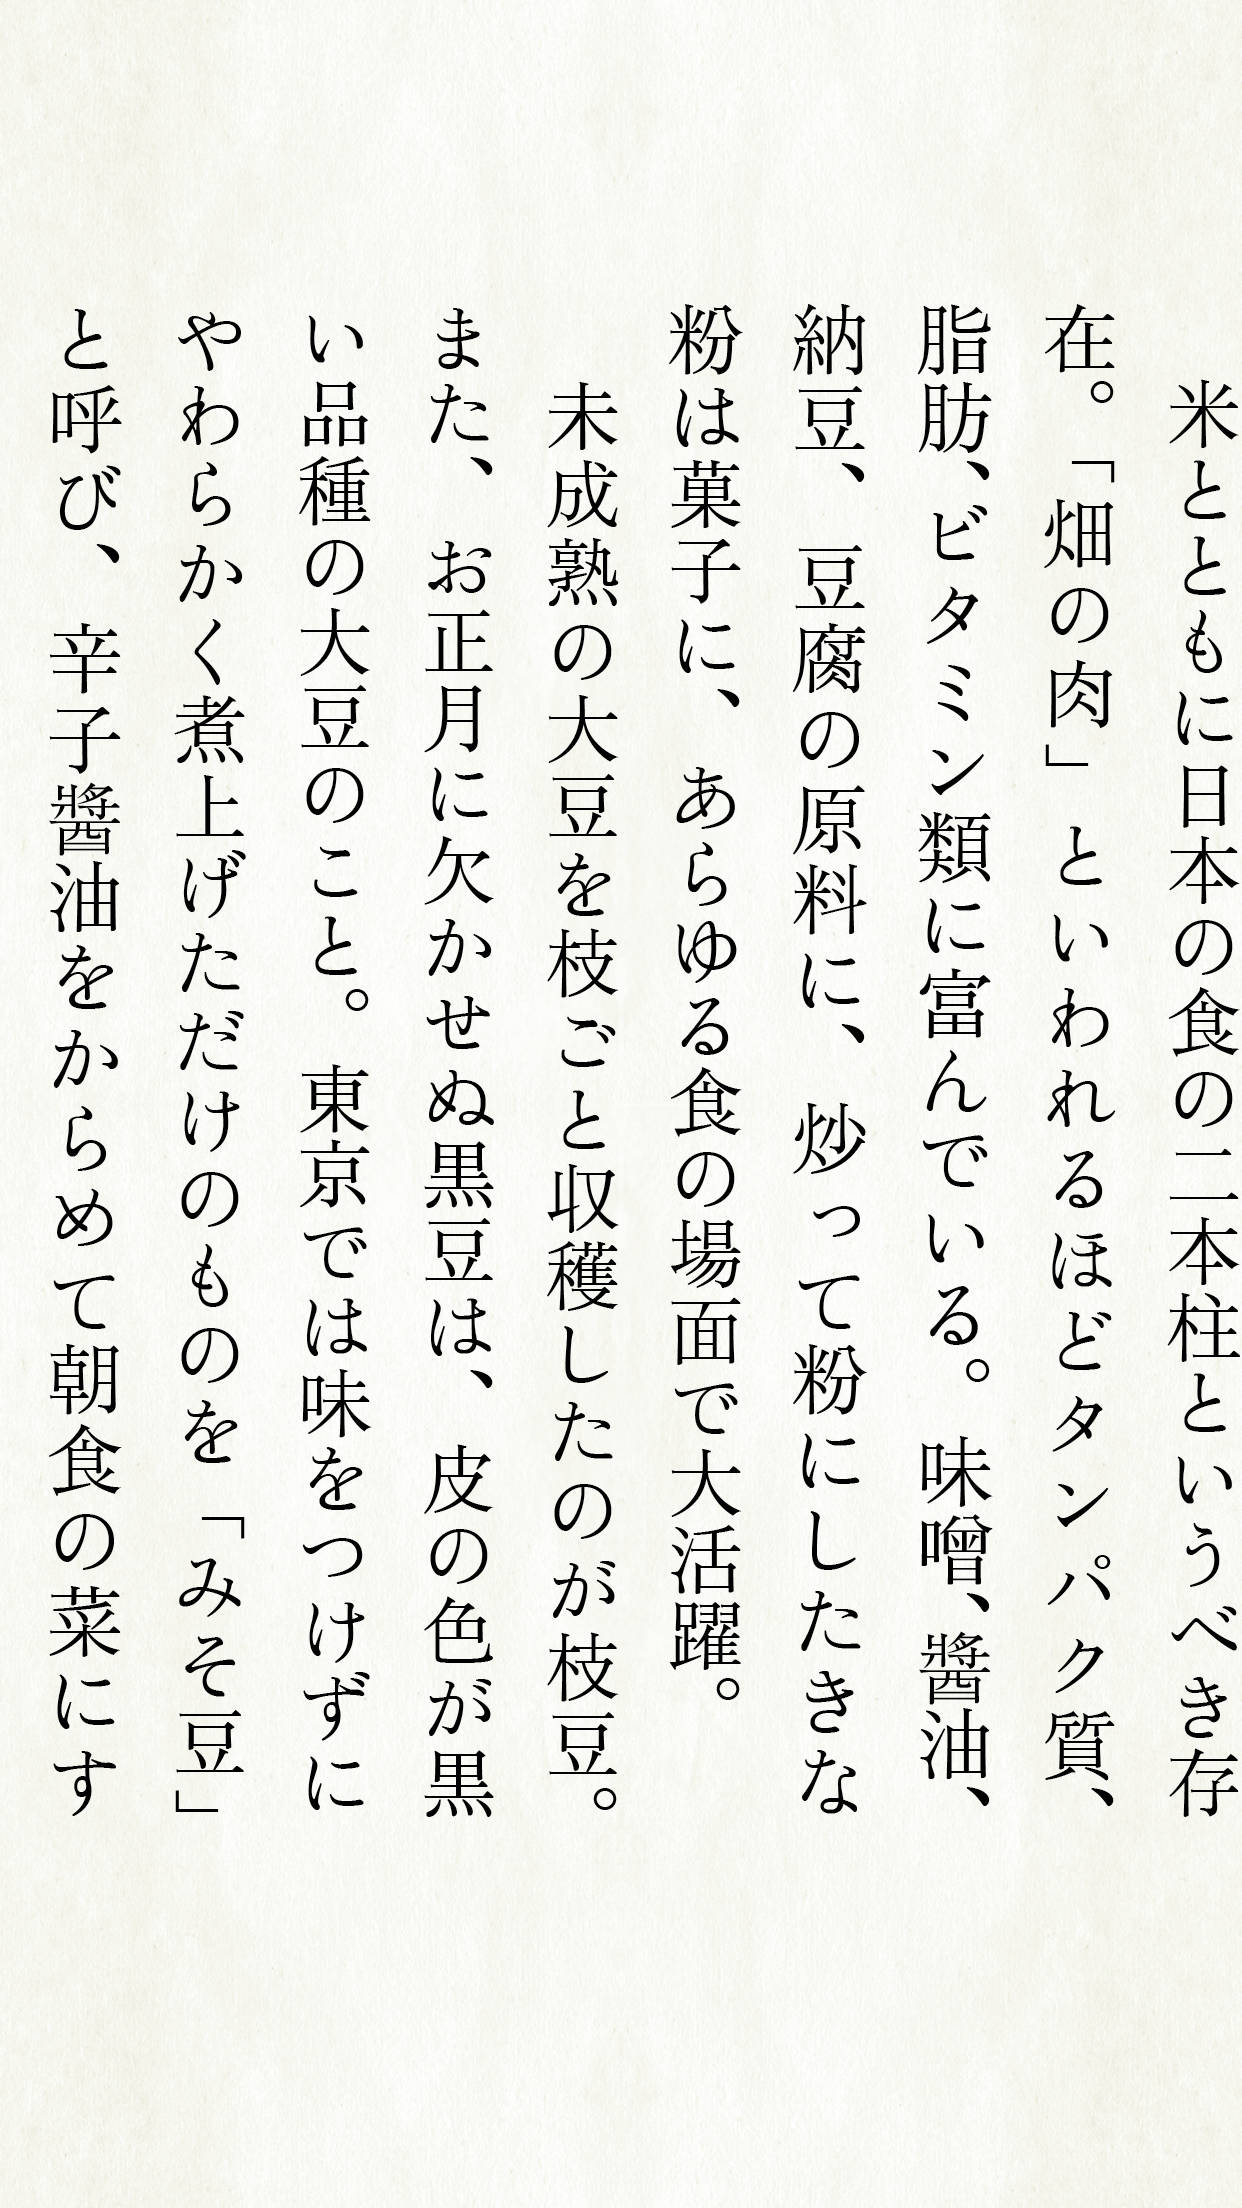 米とともに日本の食の二本柱というべき存
在。「畑の肉」といわれるほどタンパク質、
脂肪、ビタミン類に富んでいる。味噌、醬油、
納豆、豆腐の原料に、炒って粉にしたきな
粉は菓子に、あらゆる食の場面で大活躍。
未成熟の大豆を枝ごと収穫したのが枝豆。
また、お正月に欠かせぬ黒豆は、皮の色が黒
い品種の大豆のこと。東京では味をつけずに
やわらかく煮上げただけのものを「みそ豆」
と呼び、辛子醬油をからめて朝食の菜にす